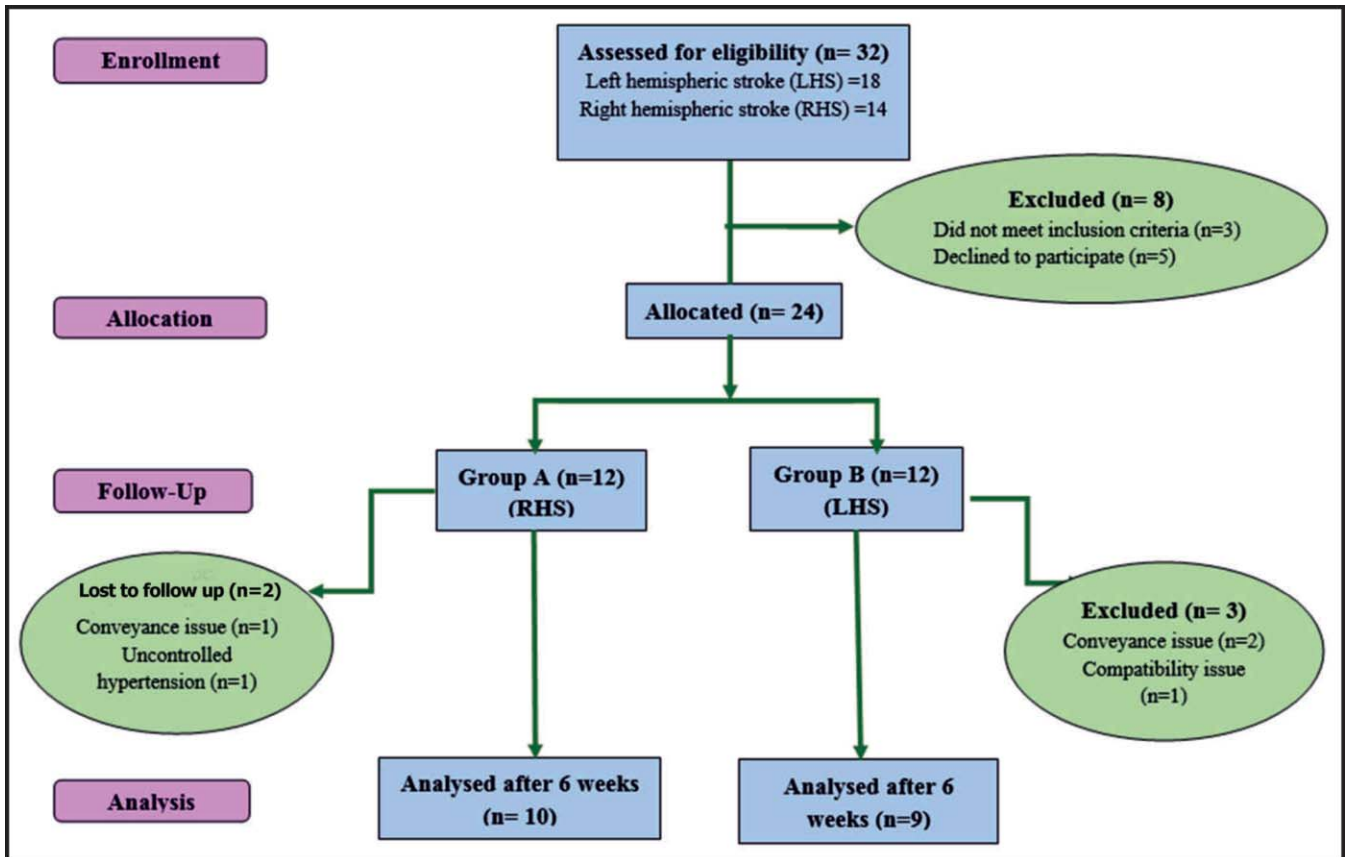 Enrollment
Assessed for eligibility (n= 32)
Left hemispheric stroke (LHS) =18
Right hemispheric stroke (RHS) =14
Excluded (n= 8)
Did not meet inclusion criteria (n=3)
Declined to participate (n=5)
Allocation
Allocated (n= 24)
Follow-Up
Group A (n=12)
(RHS)
Group B (n=12)
(LHS)
Lost to follow up (n=2)
Conveyance issue (n=1)
Uncontrolled
hypertension (n=1)
Excluded (n= 3)
Conveyance issue (n=2)
Compatibility issue
(n=1)
Analysis
Analysed after 6 weeks
(n= 10)
Analysed after 6
weeks (n=9)